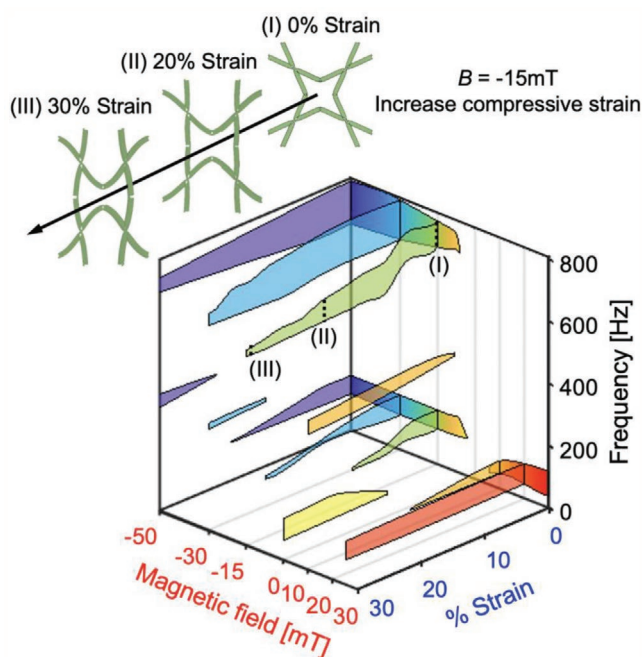 (I) 0% Strain
(II) 20% Strain
(III) 30% Strain
B = -15mT
Increase compressive strain
(I)
(II)
(III)
800
600
400
200
0
Frequency [Hz]
-50
-30
-15
0
10
20
30
Magnetic field [mT]
30
20
10
0
% Strain